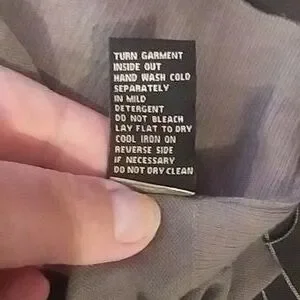 TURN GARMENT
INSIDE OUT
HAND WASH COLD
SEPARATELY
IN MILD
DETERGENT
DO NOT BLEACH
LAY FLAT TO DRY
COOL IRON ON
REVERSE SIDE
IF NECESSARY
DO NOT DRY CLEAN